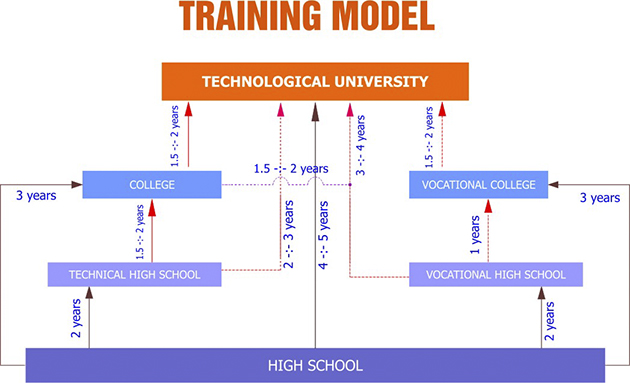 TRAINING MODEL
TECHNOLOGICAL UNIVERSITY
1.5 -:- 2 years
3 -:- 4 years
1.5 -:- 2 years
1.5 -:- 2 years
3 years
COLLEGE
VOCATIONAL COLLEGE
3 years
1.5 -:- 2 years
2 -:- 3 years
4 -:- 5 years
1 years
TECHNICAL HIGH SCHOOL
VOCATIONAL HIGH SCHOOL
2 years
2 years
HIGH SCHOOL